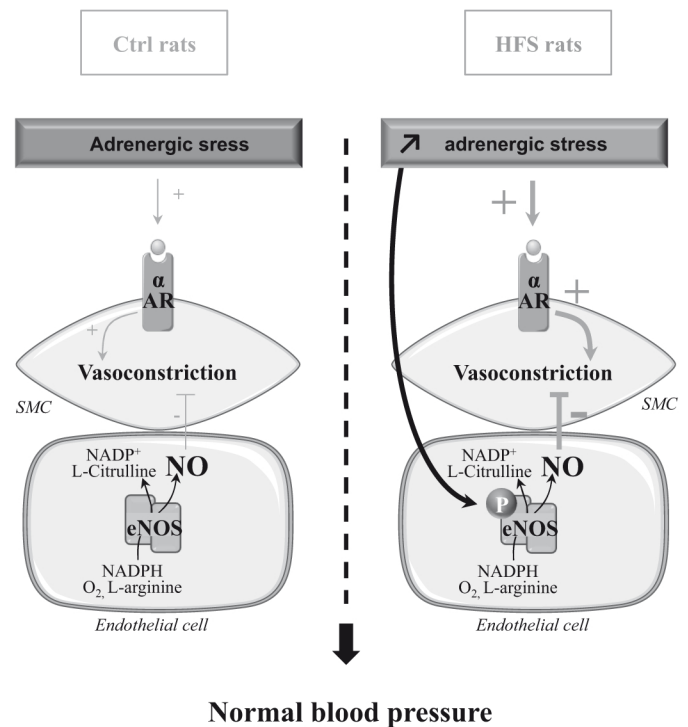 Ctrl rats
HFS rats
Adrenergic sress
adrenergic stress
+
+
α
AR
α
AR
+
+
Vasoconstriction
Vasoconstriction
SMC
SMC
-
-
NADP+
L-Citrulline
NO
NADP+
L-Citrulline
NO
P
eNOS
eNOS
NADPH
O2, L-arginine
NADPH
O2, L-arginine
Endothelial cell
Endothelial cell
Normal blood pressure